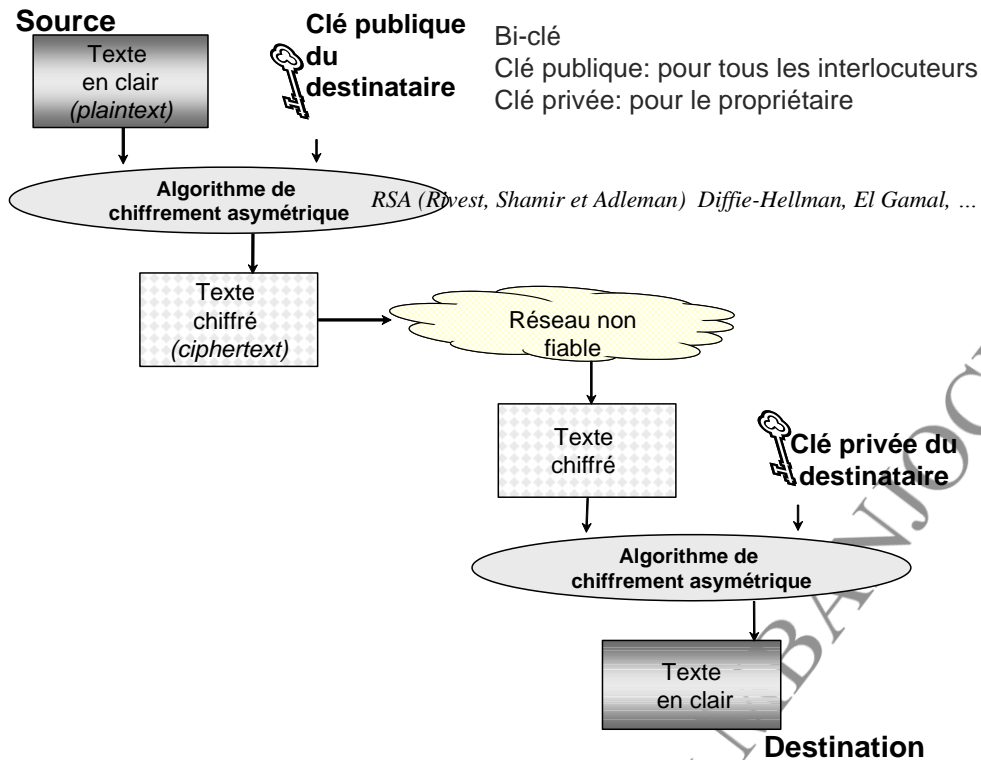 Source
Texte
en clair
(plaintext)
Clé publique
du
destinataire
Bi-clé
Clé publique: pour tous les interlocuteurs
Clé privée: pour le propriétaire
Algorithme de
chiffrement asymétrique
RSA (Rivest, Shamir et Adleman) Diffie-Hellman, El Gamal, …
Texte
chiffré
(ciphertext)
Réseau non
fiable
Texte
chiffré
Clé privée du
destinataire
Algorithme de
chiffrement asymétrique
Texte
en clair
Destination